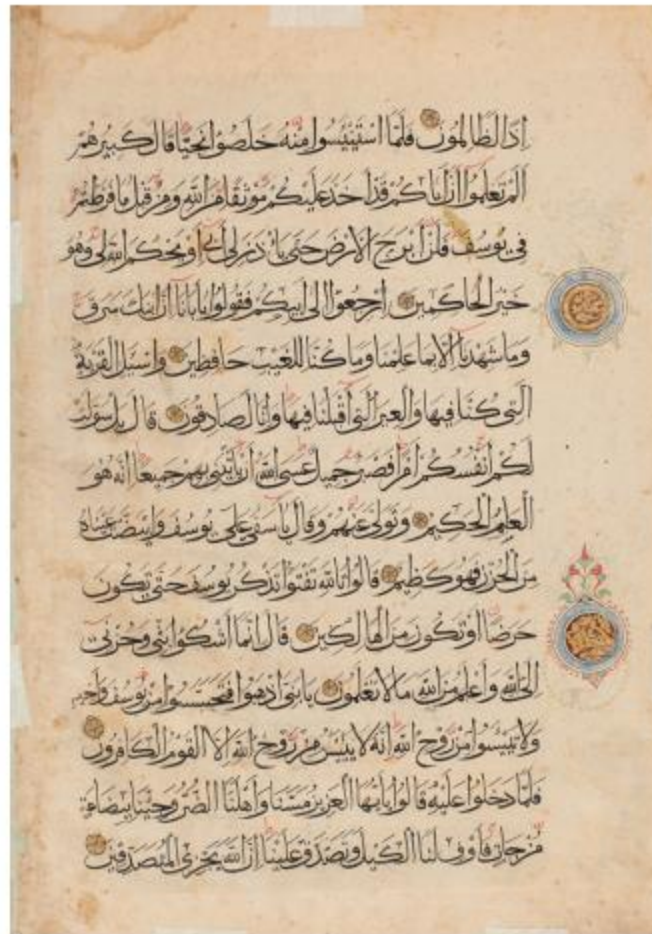 إذا لظالمون فلما استيئسوا منه خلصوا نجيا قال كبيرهم
ألم تعلموا أن أباكم قد أخذ عليكم موثقا من الله ومن قبل ما فرطتم
في يوسف فلن أبرح الأرض حتى يأذن لي أبي أو يحكم الله لي وهو
خير الحاكمين ارجعوا إلى أبيكم فقولوا يا أبانا إن ابنك سرق
وما شهدنا إلا بما علمنا وما كنا للغيب حافظين واسئل القرية
التي كنا فيها والعير التي أقبلنا فيها وإنا لصادقون قال بل سولت
لكم أنفسكم أمرا فصبر جميل عسى الله أن يأتيني بهم جميعا إنه هو
العليم الحكيم وتولى عنهم وقال يا سفى على يوسف وابيضت عيناه
من الحزن فهو كظيم قالوا تالله تفتؤا تذكر يوسف حتى تكون
حرضا أو تكون من الهالكين قال إنما أشكوا بثي وحزني
إلى الله وأعلم من الله ما لا تعلمون يا بني اذهبوا فتحسسوا من يوسف وأخيه
ولا تيئسوا من روح الله إنه لا ييئس من روح الله إلا القوم الكافرون
فلما دخلوا عليه قالوا يا أيها العزيز مسنا وأهلنا الضر وجئنا ببضاعة
مزجاة فأوف لنا الكيل وتصدق علينا إن الله يجزي المتصدقين